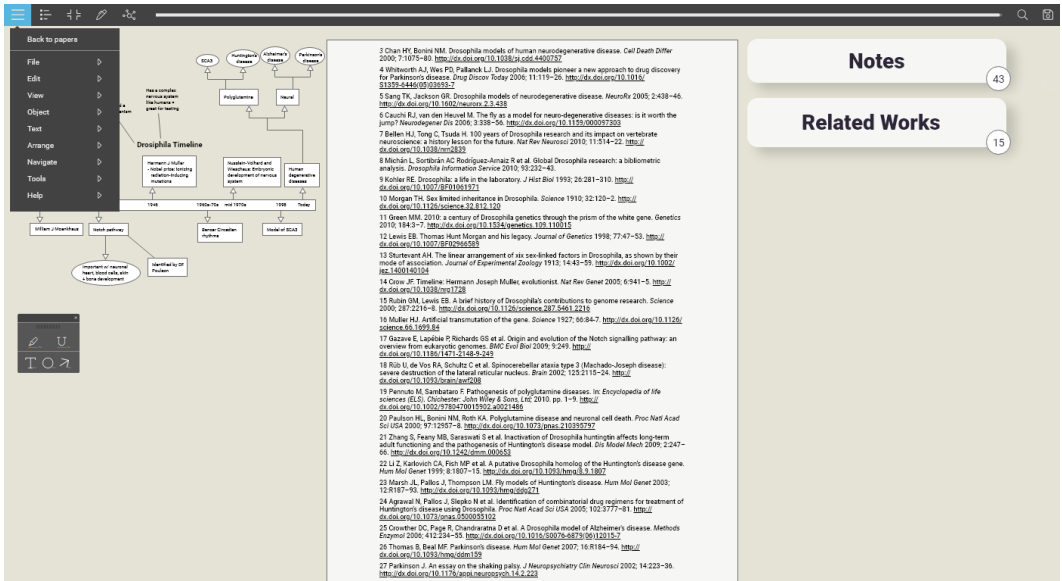 Back to papers
File
Edit
View
Object
Text
Arrange
Navigate
Tools
Help
SCA3
Huntington's
disease
Alzheimer's
disease
Parkinson's
disease
Polyglutamine
Neural
Has a complex
nervous system
like humans +
great for testing
Drosophila Timeline
Hermann J Muller
- Nobel prize: Ionizing
radiation-inducing
mutations
Nusslein-Volhard and
Wieschaus: Embryonic
development of nervous
system
Human
degenerative
diseases
1946
1960s-70s
mid 1970s
1998
Today
William J Moenkhaus
Notch pathway
Benzer Circadian
rhythms
Model of SCA3
Important w/ neuronal
heart, blood cells, skin
+ bone development
Identified by DF
Poulson
3 Chan HY, Bonini NM. Drosophila models of human neurodegenerative disease. Cell Death Differ
2000; 7:1075–80. http://dx.doi.org/10.1038/sj.cdd.4400757
4 Whitworth AJ, Wes PD, Pallanck LJ. Drosophila models pioneer a new approach to drug discovery
for Parkinson's disease. Drug Discov Today 2006; 11:119–26. http://dx.doi.org/10.1016/
S1359-6446(05)03693-7
5 Sang TK, Jackson GR. Drosophila models of neurodegenerative disease. NeuroRx 2005; 2:438–46.
http://dx.doi.org/10.1602/neurorx.2.3.438
6 Cauchi RJ, van den Heuvel M. The fly as a model for neuro-degenerative diseases: is it worth the
jump? Neurodegener Dis 2006; 3:338–56. http://dx.doi.org/10.1159/000097303
7 Bellen HJ, Tong C, Tsuda H. 100 years of Drosophila research and its impact on vertebrate
neuroscience: a history lesson for the future. Nat Rev Neurosci 2010; 11:514–22. http://
dx.doi.org/10.1038/nrn2839
8 Michán L, Sortibrán AC Rodríguez-Arnaiz R et al. Global Drosophila research: a bibliometric
analysis. Drosophila Information Service 2010; 93:232–43.
9 Kohler RE. Drosophila: a life in the laboratory. J Hist Biol 1993; 26:281–310. http://
dx.doi.org/10.1007/BF01061971
10 Morgan TH. Sex limited inheritance in Drosophila. Science 1910; 32:120–2. http://
dx.doi.org/10.1126/science.32.812.120
11 Green MM. 2010: a century of Drosophila genetics through the prism of the white gene. Genetics
2010; 184:3–7. http://dx.doi.org/10.1534/genetics.109.110015
12 Lewis EB. Thomas Hunt Morgan and his legacy. Journal of Genetics 1998; 77:47–53. http://
dx.doi.org/10.1007/BF02966589
13 Sturtevant AH. The linear arrangement of xix sex-linked factors in Drosophila, as shown by their
mode of association. Journal of Experimental Zoology 1913; 14:43–59. http://dx.doi.org/10.1002/
jez.1400140104
14 Crow JF. Timeline: Hermann Joseph Muller, evolutionist. Nat Rev Genet 2005; 6:941–5. http://
dx.doi.org/10.1038/nrg1728
15 Rubin GM, Lewis EB. A brief history of Drosophila's contributions to genome research. Science
2000; 287:2216–8. http://dx.doi.org/10.1126/science.287.5461.2216
16 Muller HJ. Artificial transmutation of the gene. Science 1927; 66:84-7. http://dx.doi.org/10.1126/
science.66.1699.84
17 Gazave E, Lapébie P, Richards GS et al. Origin and evolution of the Notch signalling pathway: an
overview from eukaryotic genomes. BMC Evol Biol 2009; 9:249. http://
dx.doi.org/10.1186/1471-2148-9-249
18 Rüb U, de Vos RA, Schultz C et al. Spinocerebellar ataxia type 3 (Machado-Joseph disease):
severe destruction of the lateral reticular nucleus. Brain 2002; 125:2115–24. http://
dx.doi.org/10.1093/brain/awf208
19 Pennuto M, Sambataro F. Pathogenesis of polyglutamine diseases. In: Encyclopedia of life
sciences (ELS). Chichester: John Wiley & Sons, Ltd; 2010. pp. 1–9. http://
dx.doi.org/10.1002/9780470015902.a0021486
20 Paulson HL, Bonini NM, Roth KA. Polyglutamine disease and neuronal cell death. Proc Natl Acad
Sci USA 2000; 97:12957–8. http://dx.doi.org/10.1073/pnas.210395797
21 Zhang S, Feany MB, Saraswati S et al. Inactivation of Drosophila huntingtin affects long-term
adult functioning and the pathogenesis of Huntington's disease model. Dis Model Mech 2009; 2:247–
66. http://dx.doi.org/10.1242/dmm.000653
22 Li Z, Karlovich CA, Fish MP et al. A putative Drosophila homolog of the Huntington's disease gene.
Hum Mol Genet 1999; 8:1807–15. http://dx.doi.org/10.1093/hmg/8.9.1807
23 Marsh JL, Pallos J, Thompson LM. Fly models of Huntington's disease. Hum Mol Genet 2003;
12:R187–93. http://dx.doi.org/10.1093/hmg/ddg271
24 Agrawal N, Pallos J, Slepko N et al. Identification of combinatorial drug regimens for treatment of
Huntington's disease using Drosophila. Proc Natl Acad Sci USA 2005; 102:3777–81. http://
dx.doi.org/10.1073/pnas.0500055102
25 Crowther DC, Page R, Chandraratna D et al. A Drosophila model of Alzheimer's disease. Methods
Enzymol 2006; 412:234–55. http://dx.doi.org/10.1016/S0076-6879(06)12015-7
26 Thomas B, Beal MF. Parkinson's disease. Hum Mol Genet 2007; 16:R184–94. http://
dx.doi.org/10.1093/hmg/ddm159
27 Parkinson J. An essay on the shaking palsy. J Neuropsychiatry Clin Neurosci 2002; 14:223–36.
http://dx.doi.org/10.1176/appi.neuropsych.14.2.223
Notes
43
Related Works
15